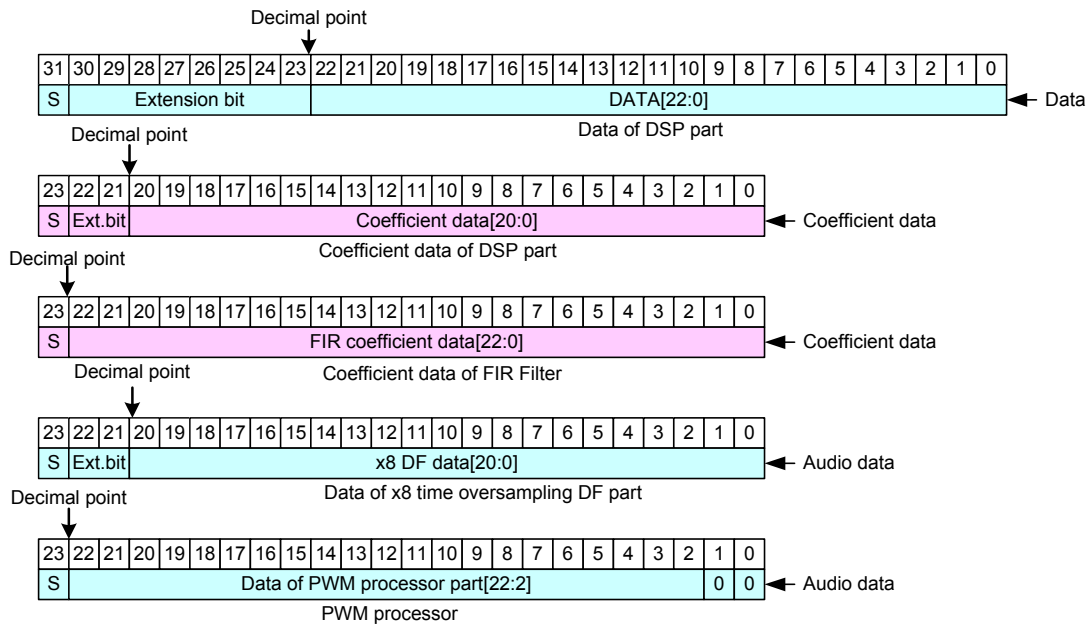 Decimal point
31 30 29 28 27 26 25 24 23 22 21 20 19 18 17 16 15 14 13 12 11 10 9 8 7 6 5 4 3 2 1 0
S Extension bit DATA[22:0] Data
Data of DSP part
Decimal point
23 22 21 20 19 18 17 16 15 14 13 12 11 10 9 8 7 6 5 4 3 2 1 0
S Ext.bit Coefficient data[20:0] Coefficient data
Coefficient data of DSP part
Decimal point
23 22 21 20 19 18 17 16 15 14 13 12 11 10 9 8 7 6 5 4 3 2 1 0
S FIR coefficient data[22:0] Coefficient data
Coefficient data of FIR Filter
Decimal point
23 22 21 20 19 18 17 16 15 14 13 12 11 10 9 8 7 6 5 4 3 2 1 0
S Ext.bit x8 DF data[20:0] Audio data
Data of x8 time oversampling DF part
Decimal point
23 22 21 20 19 18 17 16 15 14 13 12 11 10 9 8 7 6 5 4 3 2 1 0
S Data of PWM processor part[22:2] 0 0 Audio data
PWM processor